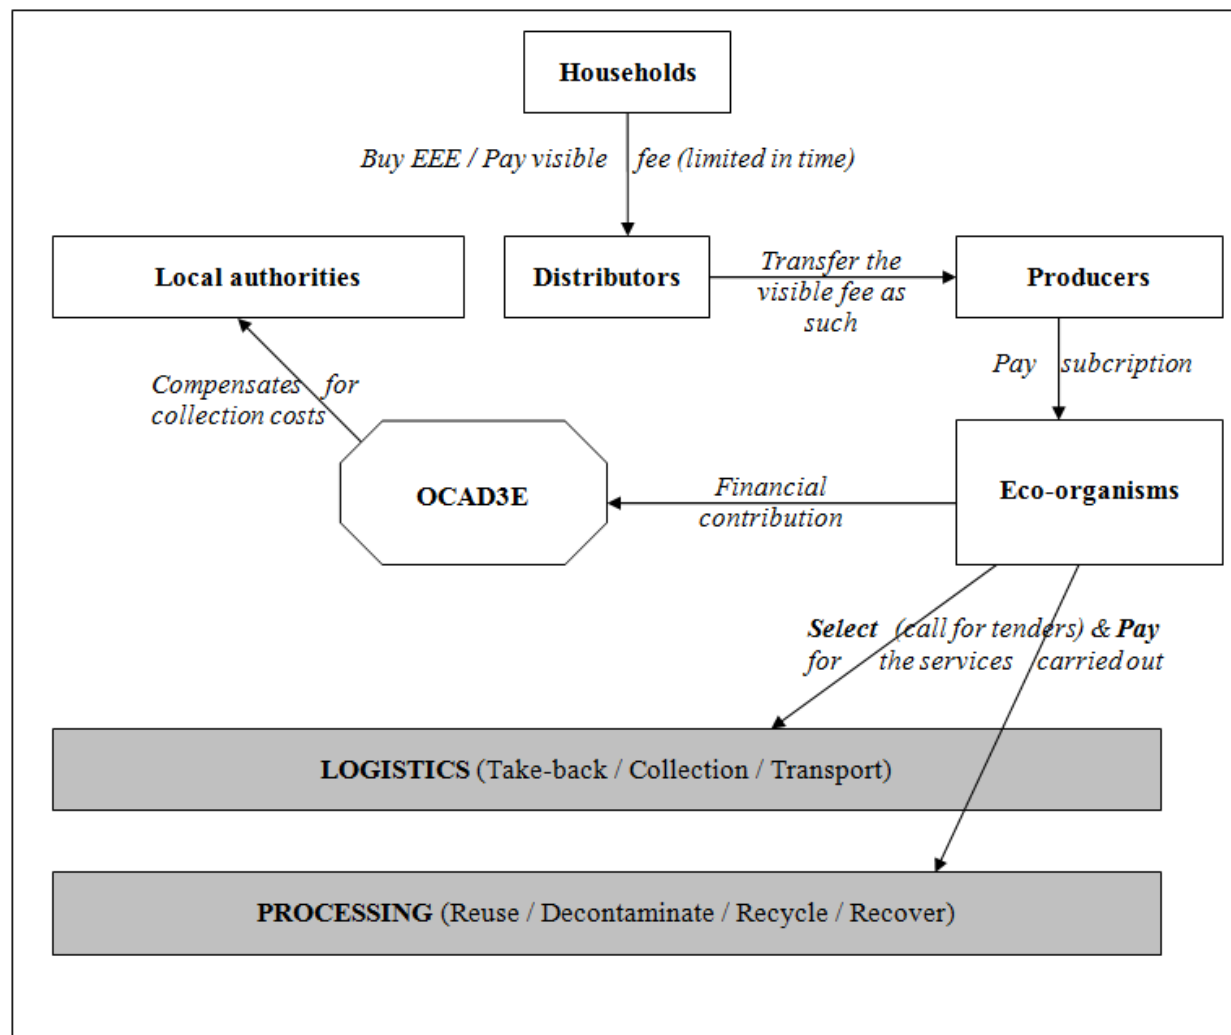 Households
Buy EEE / Pay visible fee (limited in time)
Local authorities
Distributors
Transfer the
visible fee as
such
Producers
Pay subcription
Compensates for
collection costs
OCAD3E
Financial
contribution
Eco-organisms
Select (call for tenders) & Pay
for the services carried out
LOGISTICS (Take-back / Collection / Transport)
PROCESSING (Reuse / Decontaminate / Recycle / Recover)